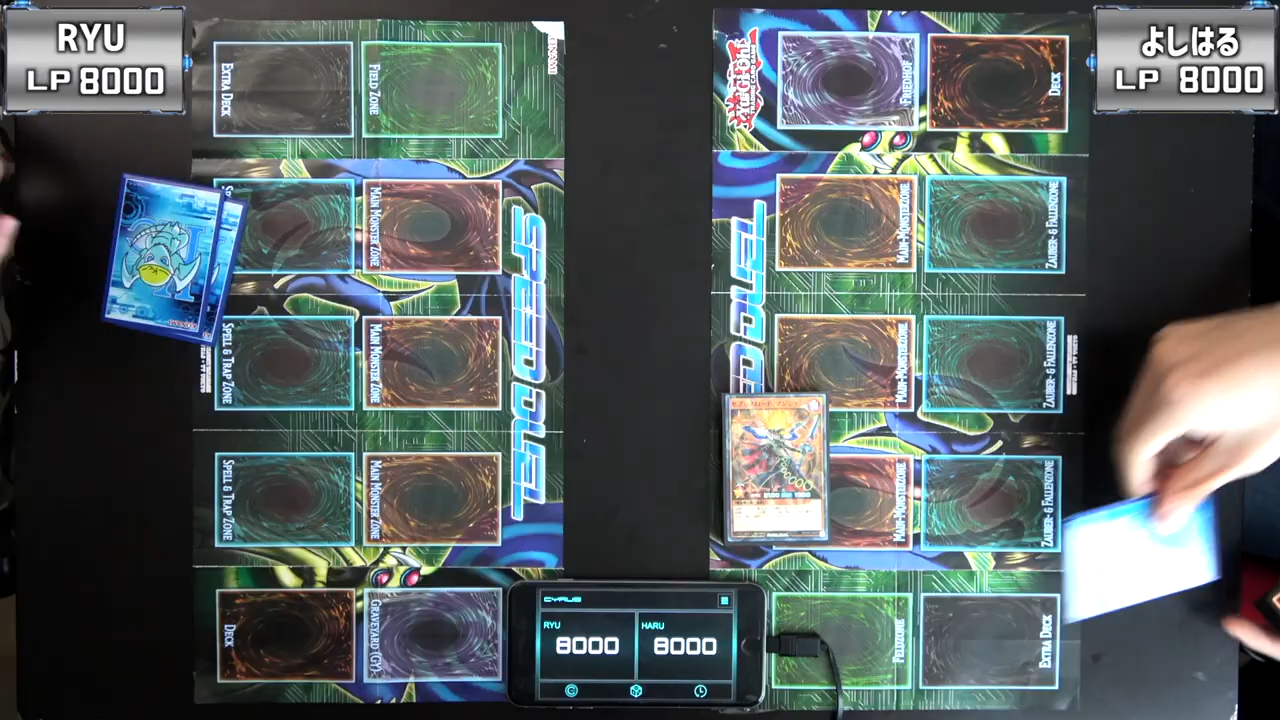 RYU
LP 8000
よしはる
LP 8000
EXTRA DECK
FIELD ZONE
FRIEDHOF
DECK
MAIN MONSTER ZONE
MAIN-MONSTERZONE
ZAUBER- & FALLENZONE
SPEED DUEL
SPELL & TRAP ZONE
MAIN MONSTER ZONE
MAIN-MONSTERZONE
ZAUBER- & FALLENZONE
SPELL & TRAP ZONE
MAIN MONSTER ZONE
MAIN-MONSTERZONE
ZAUBER- & FALLENZONE
DECK
GRAVEYARD (GY)
CYRUS
RYU
8000
HARU
8000
FELDZONE
EXTRA DECK